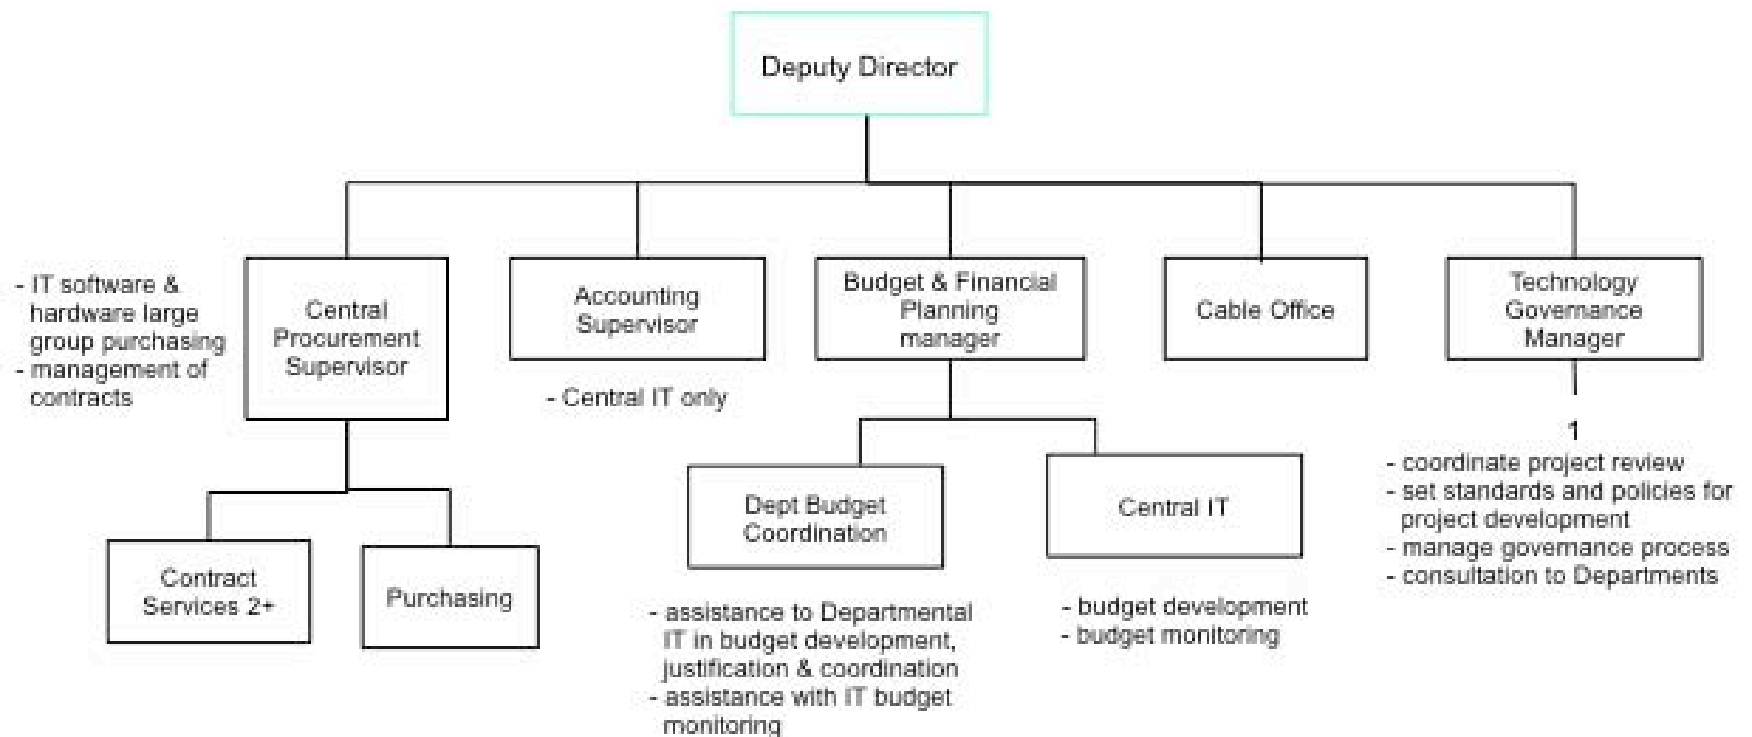 Deputy Director
- IT software &
hardware large
group purchasing
- management of
contracts
Central
Procurement
Supervisor
Accounting
Supervisor
- Central IT only
Budget & Financial
Planning
manager
Cable Office
Technology
Governance
Manager
1
- coordinate project review
- set standards and policies for
project development
- manage governance process
- consultation to Departments
Contract
Services 2+
Purchasing
Dept Budget
Coordination
- assistance to Departmental
IT in budget development,
justification & coordination
- assistance with IT budget
monitoring
Central IT
- budget development
- budget monitoring